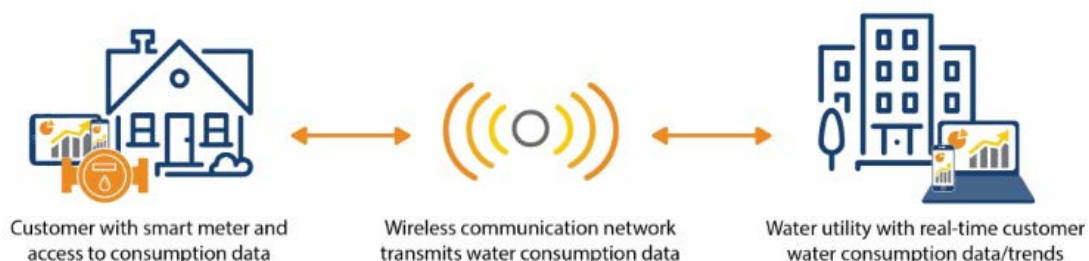 Customer with smart meter and
access to consumption data
Wireless communication network
transmits water consumption data
Water utility with real-time customer
water consumption data/trends